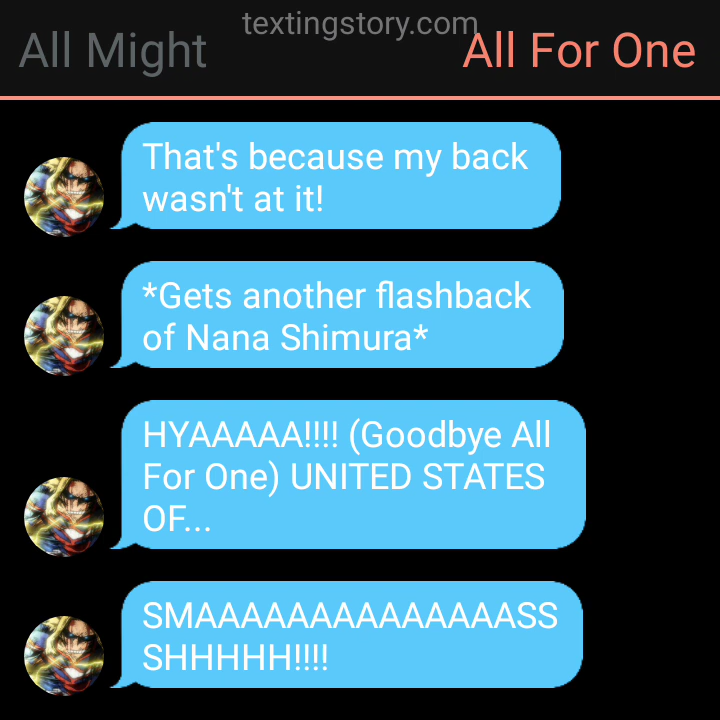 textingstory.com
All Might
All For One
That's because my back
wasn't at it!
*Gets another flashback
of Nana Shimura*
HYAAAAA!!!! (Goodbye All
For One) UNITED STATES
OF...
SMAAAAAAAAAAAAAASS
SHHHHH!!!!